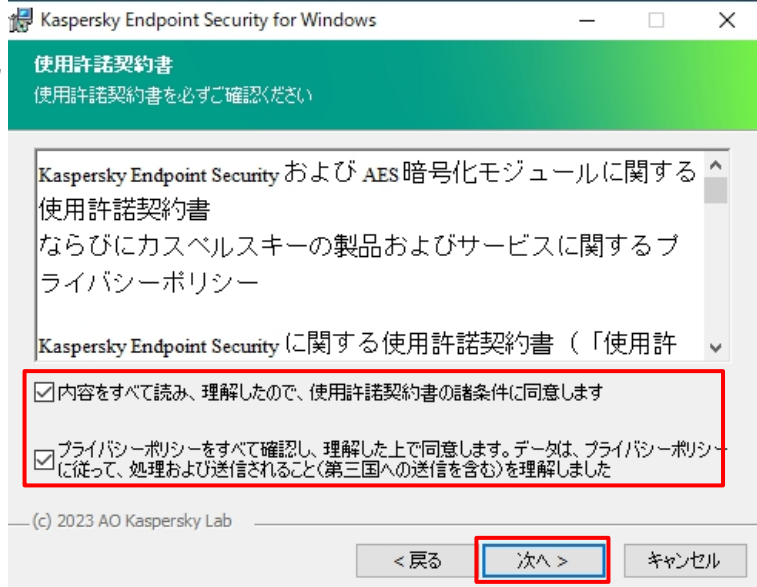 Kaspersky Endpoint Security for Windows
使用許諾契約書
使用許諾契約書を必ずご確認ください
Kaspersky Endpoint Security および AES 暗号化モジュールに関する
使用許諾契約書
ならびにカスペルスキーの製品およびサービスに関するプ
ライバシーポリシー
Kaspersky Endpoint Security に関する使用許諾契約書（「使用許
内容をすべて読み、理解したので、使用許諾契約書の諸条件に同意します
プライバシーポリシーをすべて確認し、理解した上で同意します。データは、プライバシーポリシー
に従って、処理および送信されること(第三国への送信を含む)を理解しました
(c) 2023 AO Kaspersky Lab
< 戻る
次へ >
キャンセル